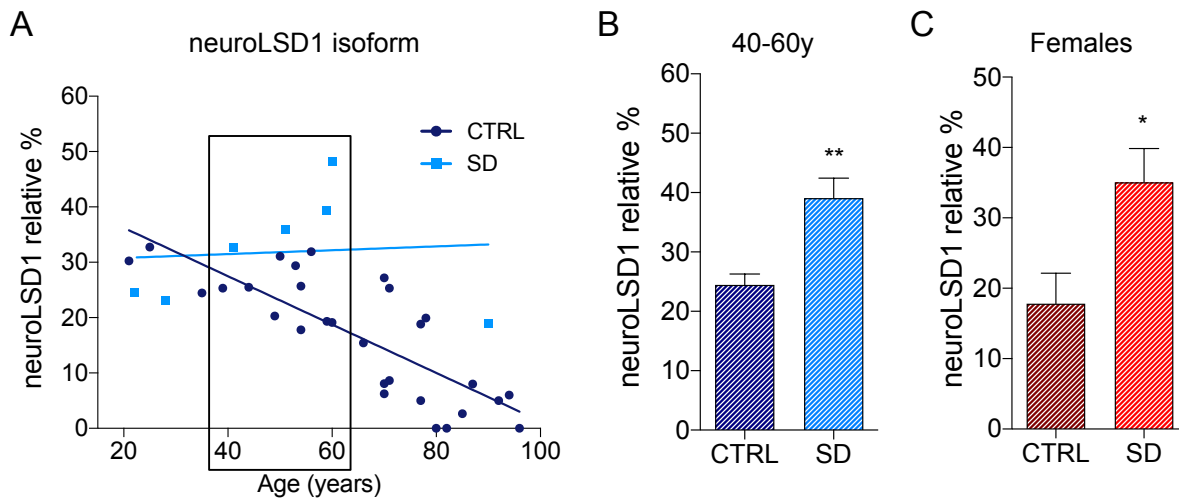 A
neuroLSD1 isoform
neuroLSD1 relative %
60
50
40
30
20
10
0
20
40
60
80
100
Age (years)
CTRL
SD
B
40-60y
neuroLSD1 relative %
60
50
40
30
20
10
0
**
CTRL
SD
C
Females
neuroLSD1 relative %
50
40
30
20
10
0
*
CTRL
SD